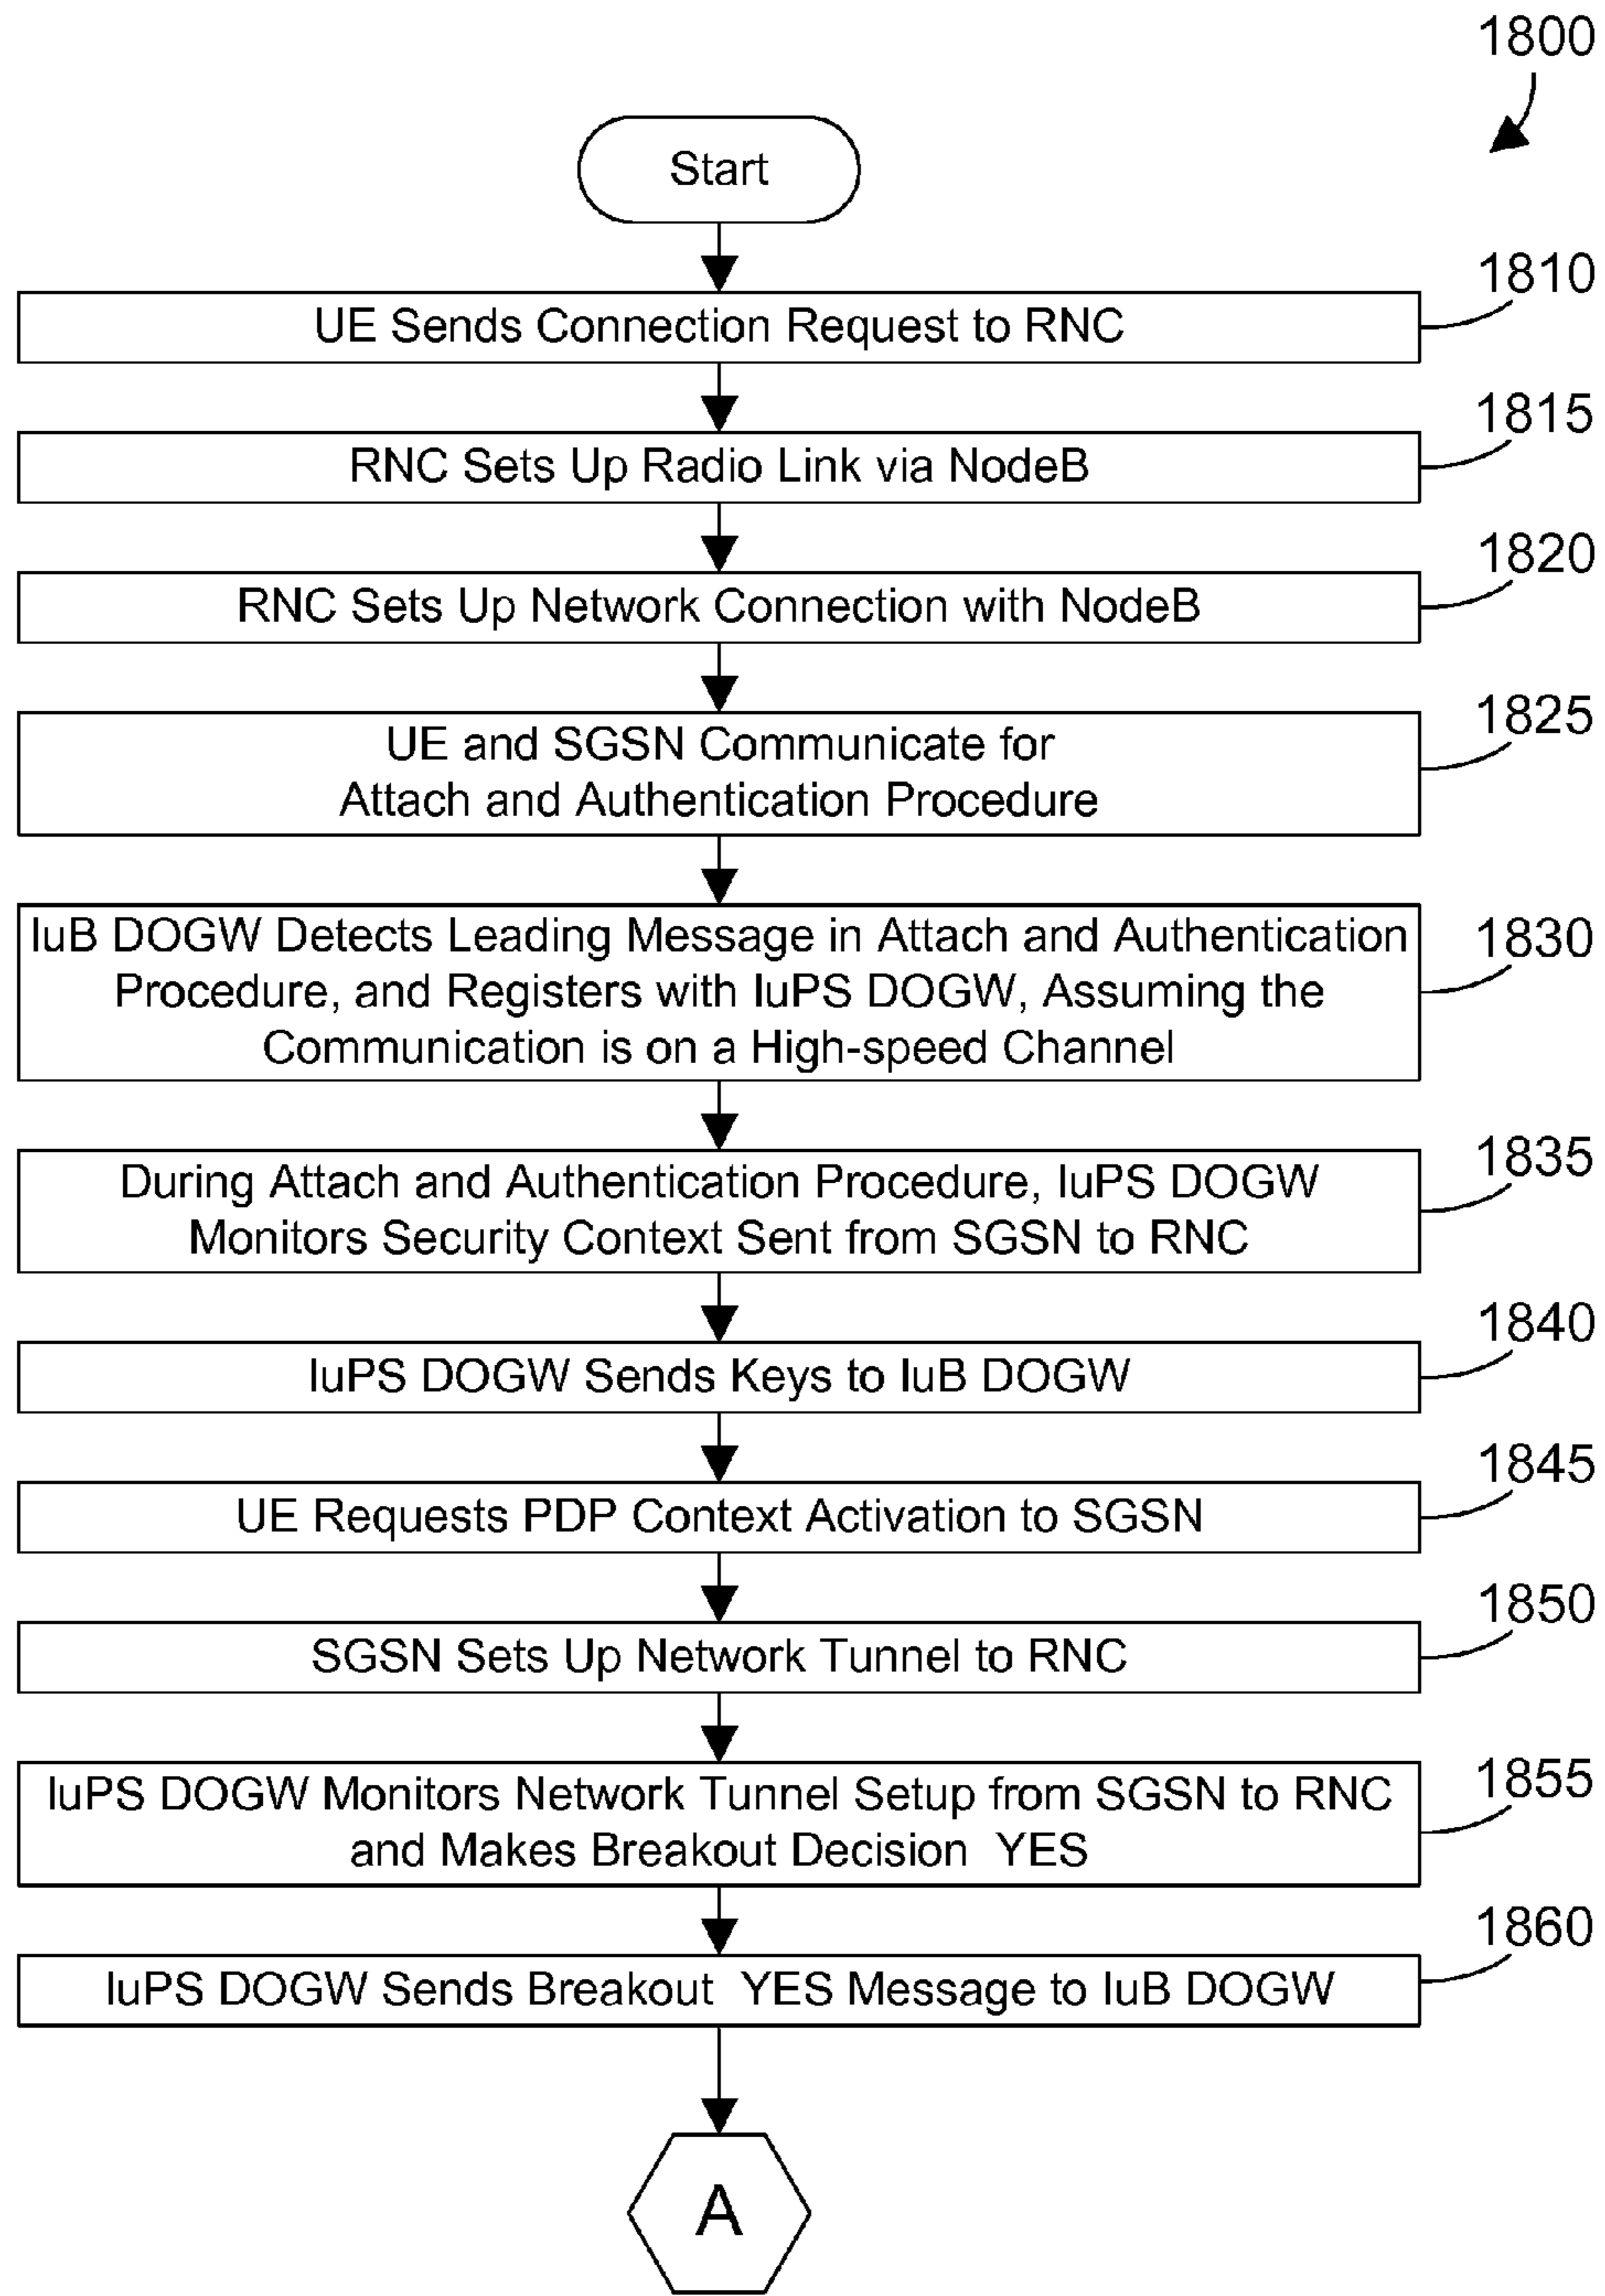 1800
Start
1810
UE Sends Connection Request to RNC
1815
RNC Sets Up Radio Link via NodeB
1820
RNC Sets Up Network Connection with NodeB
1825
UE and SGSN Communicate for
Attach and Authentication Procedure
1830
IuB DOGW Detects Leading Message in Attach and Authentication
Procedure, and Registers with IuPS DOGW, Assuming the
Communication is on a High-speed Channel
1835
During Attach and Authentication Procedure, IuPS DOGW
Monitors Security Context Sent from SGSN to RNC
1840
IuPS DOGW Sends Keys to IuB DOGW
1845
UE Requests PDP Context Activation to SGSN
1850
SGSN Sets Up Network Tunnel to RNC
1855
IuPS DOGW Monitors Network Tunnel Setup from SGSN to RNC
and Makes Breakout Decision YES
1860
IuPS DOGW Sends Breakout YES Message to IuB DOGW
A